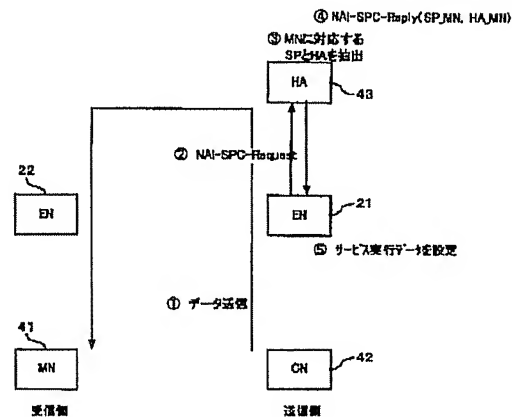 ④ NAI-SPC-Reply(SP_MN, HA_MN)
③ MNに対応する
SPとHAを抽出
HA
43
② NAI-SPC-Request
22
EN
21
EN
⑤ サービス実行データを設定
① データ送信
41
MN
42
CN
受信側
送信側